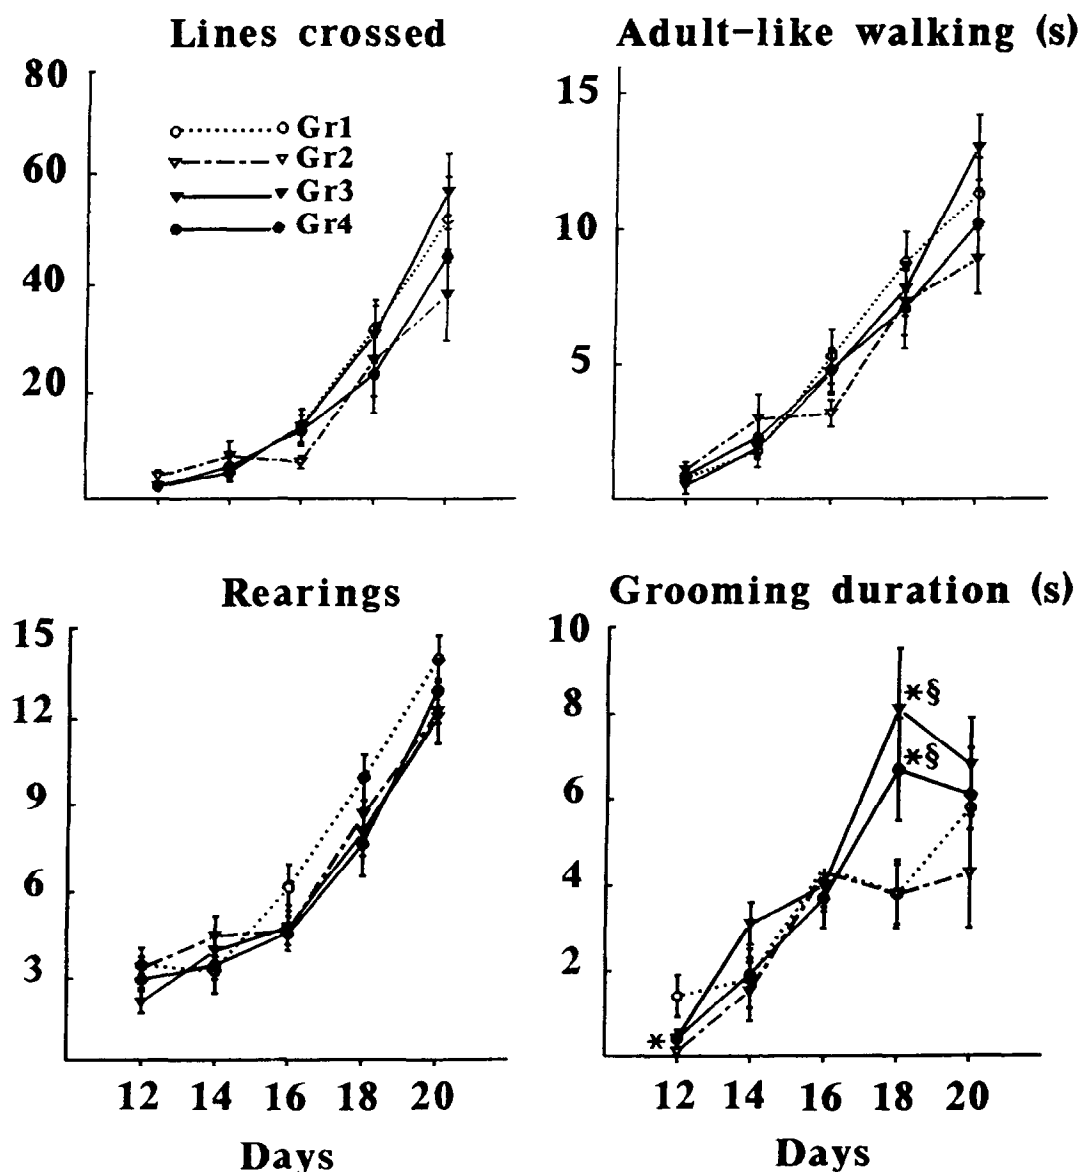 Lines crossed
80
60
40
20
Gr1
Gr2
Gr3
Gr4
Adult-like walking (s)
15
10
5
Rearings
15
12
9
6
3
12 14 16 18 20
Days
Grooming duration (s)
10
8
6
4
2
*§
*§
*
12 14 16 18 20
Days